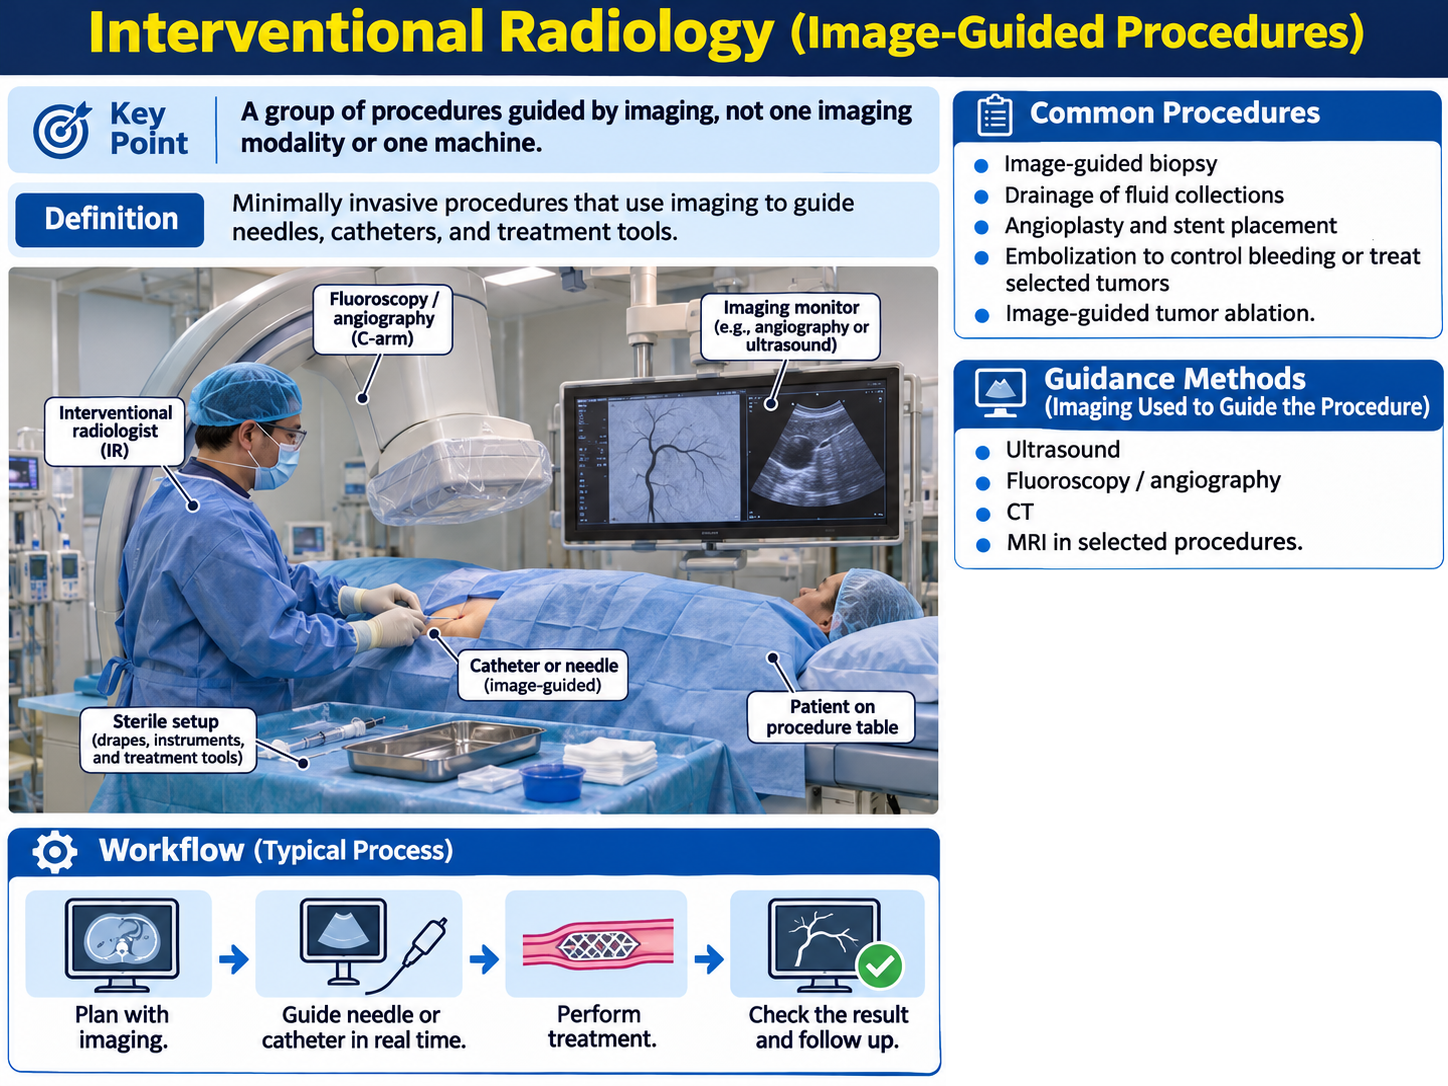 Interventional Radiology (Image-Guided Procedures)
Key
Point
A group of procedures guided by imaging, not one imaging
modality or one machine.
Definition
Minimally invasive procedures that use imaging to guide
needles, catheters, and treatment tools.
Fluoroscopy /
angiography
(C-arm)
Imaging monitor
(e.g., angiography or
ultrasound)
Interventional
radiologist
(IR)
Catheter or needle
(image-guided)
Patient on
procedure table
Sterile setup
(drapes, instruments,
and treatment tools)
Workflow (Typical Process)
Plan with
imaging.
Guide needle or
catheter in real time.
Perform
treatment.
Check the result
and follow up.
Common Procedures
Image-guided biopsy
Drainage of fluid collections
Angioplasty and stent placement
Embolization to control bleeding or treat
selected tumors
Image-guided tumor ablation.
Guidance Methods
(Imaging Used to Guide the Procedure)
Ultrasound
Fluoroscopy / angiography
CT
MRI in selected procedures.